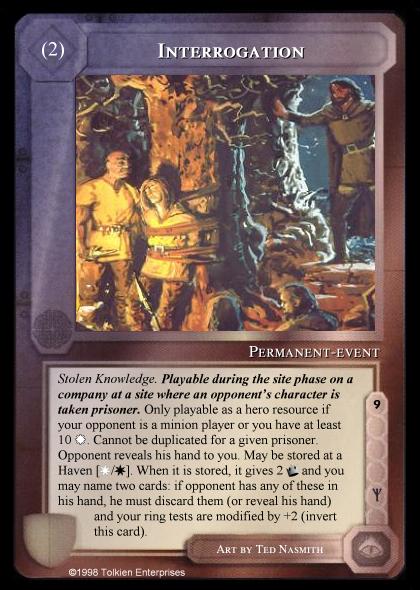 (2)
INTERROGATION
PERMANENT-EVENT
Stolen Knowledge. Playable during the site phase on a
company at a site where an opponent's character is
taken prisoner. Only playable as a hero resource if
your opponent is a minion player or you have at least
10 . Cannot be duplicated for a given prisoner.
Opponent reveals his hand to you. May be stored at a
Haven [ / ]. When it is stored, it gives 2 and you
may name two cards: if opponent has any of these in
his hand, he must discard them (or reveal his hand)
and your ring tests are modified by +2 (invert
this card).
9
ART BY TED NASMITH
©1998 Tolkien Enterprises